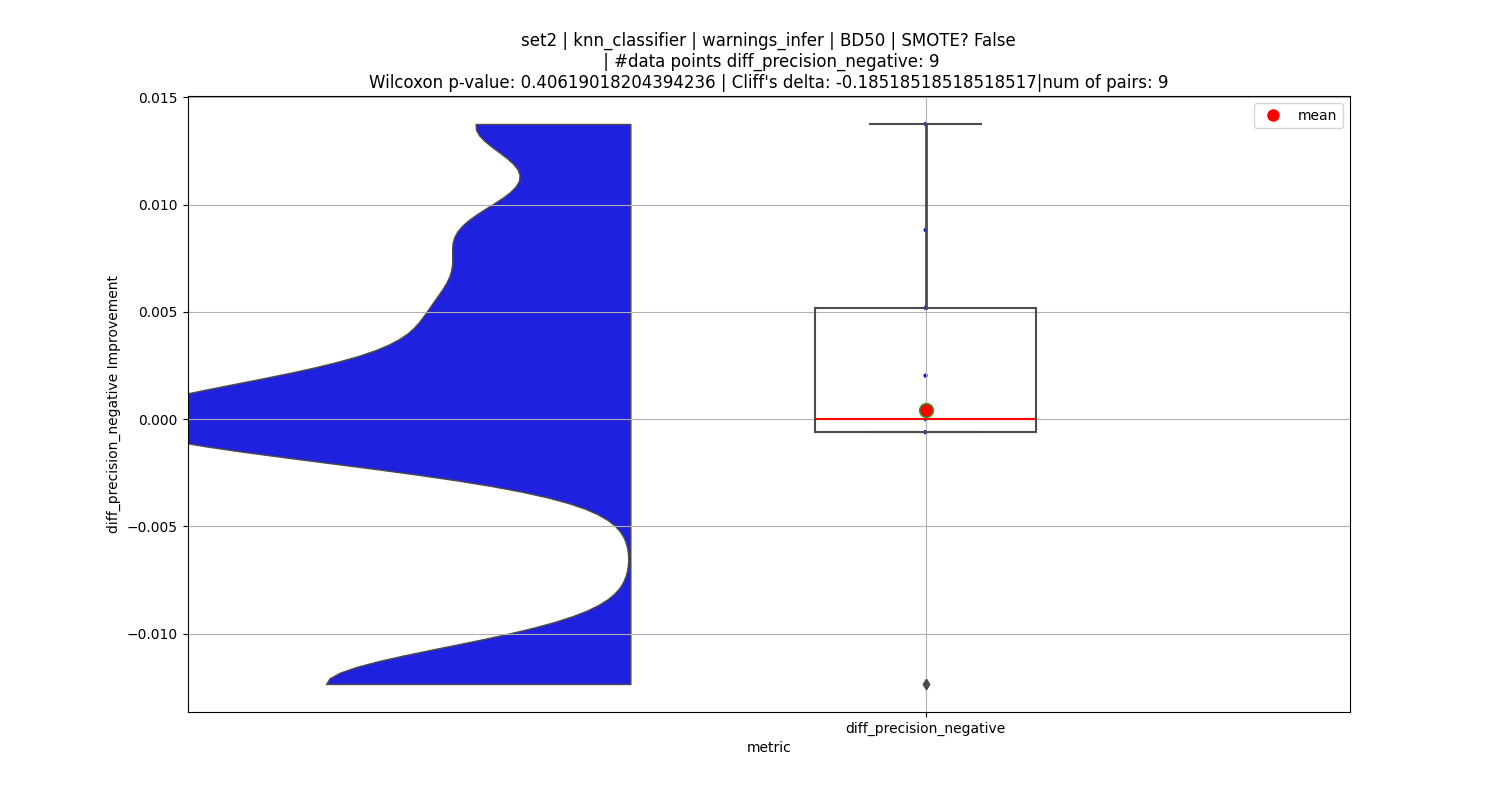 set2 | knn_classifier | warnings_infer | BD50 | SMOTE? False
| #data points diff_precision_negative: 9
Wilcoxon p-value: 0.40619018204394236 | Cliff's delta: -0.18518518518518517|num of pairs: 9
mean
0.015
0.010
0.005
0.000
−0.005
−0.010
diff_precision_negative Improvement
diff_precision_negative
metric